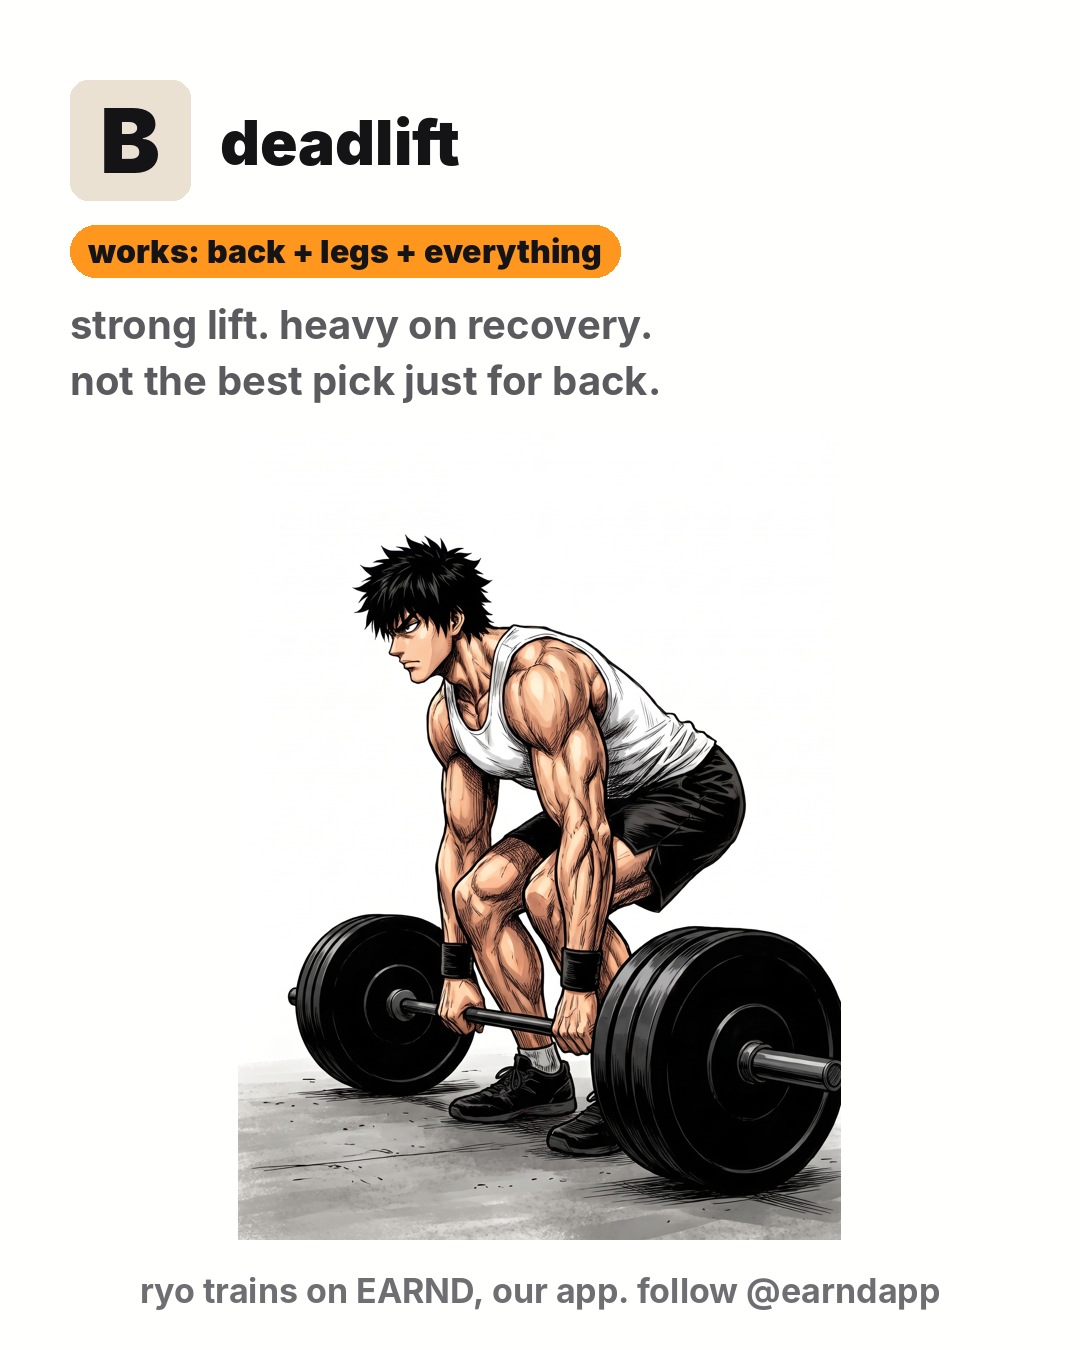 B
deadlift
works: back + legs + everything
strong lift. heavy on recovery.
not the best pick just for back.
ryo trains on EARND, our app. follow @earndapp